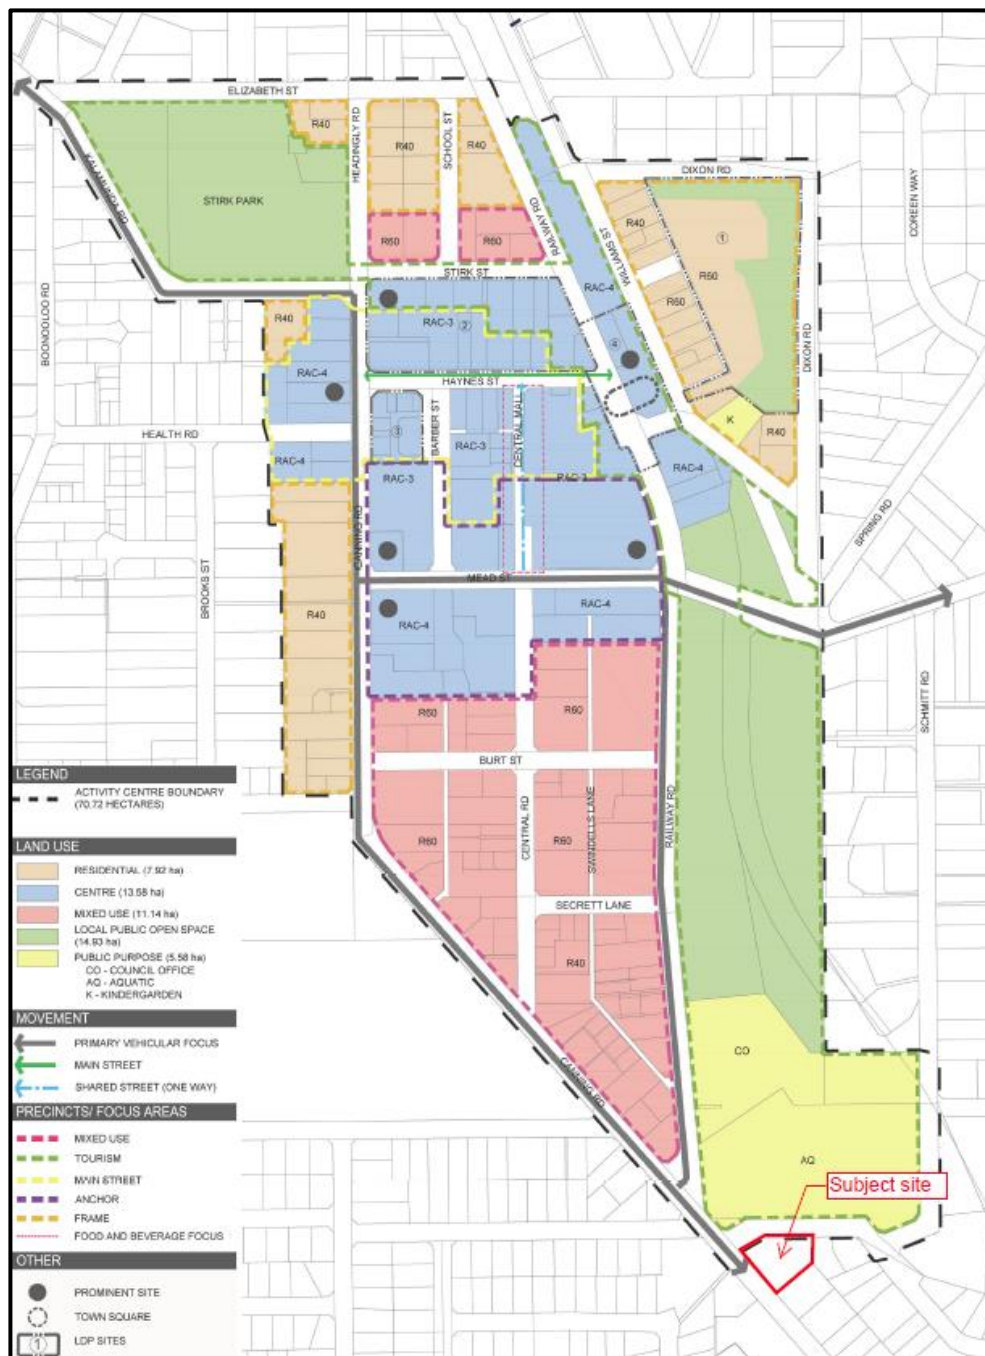 ELIZABETH ST
R40
HEADINGLY RD
R40
SCHOOL ST
R40
RAILWAY RD
DIXON RD
COREEN WAY
KALAMUNDA RD
STIRK PARK
R60
R60
WILLIAMS ST
R40
①
R60
R60
STIRK ST
RAC-4
BOONOOLOO RD
R40
RAC-3
②
④
DIXON RD
RAC-4
HAYNES ST
HEALTH RD
③
BARBER ST
RAC-3
CENTRAL MALL
K
R40
RAC-4
RAC-3
RAC-3
RAC-4
SPRING RD
CANNING RD
BROOKS ST
MEAD ST
R40
RAC-4
RAC-4
SCHMITT RD
R60
R60
BURT ST
CENTRAL RD
SWINDELLS LANE
RAILWAY RD
R60
R60
SECRETT LANE
R40
CANNING RD
CO
AQ
Subject site
LEGEND
ACTIVITY CENTRE BOUNDARY
(70.72 HECTARES)
LAND USE
RESIDENTIAL (7.92 ha)
CENTRE (13.58 ha)
MIXED USE (11.14 ha)
LOCAL PUBLIC OPEN SPACE
(14.93 ha)
PUBLIC PURPOSE (5.58 ha)
CO - COUNCIL OFFICE
AQ - AQUATIC
K - KINDERGARDEN
MOVEMENT
PRIMARY VEHICULAR FOCUS
MAIN STREET
SHARED STREET (ONE WAY)
PRECINCTS/ FOCUS AREAS
MIXED USE
TOURISM
MAIN STREET
ANCHOR
FRAME
FOOD AND BEVERAGE FOCUS
OTHER
PROMINENT SITE
TOWN SQUARE
① LDP SITES